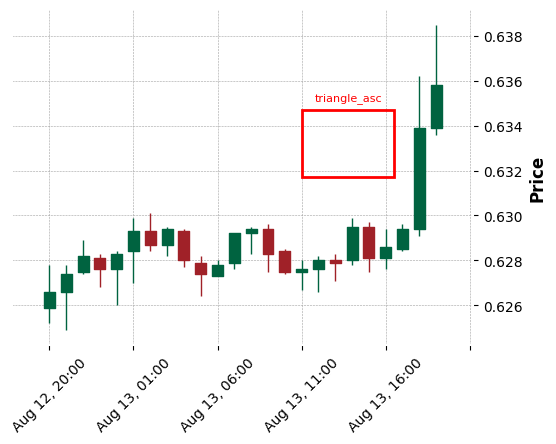 triangle_asc
0.638
0.636
0.634
0.632
0.630
0.628
0.626
Price
Aug 12, 20:00
Aug 13, 01:00
Aug 13, 06:00
Aug 13, 11:00
Aug 13, 16:00